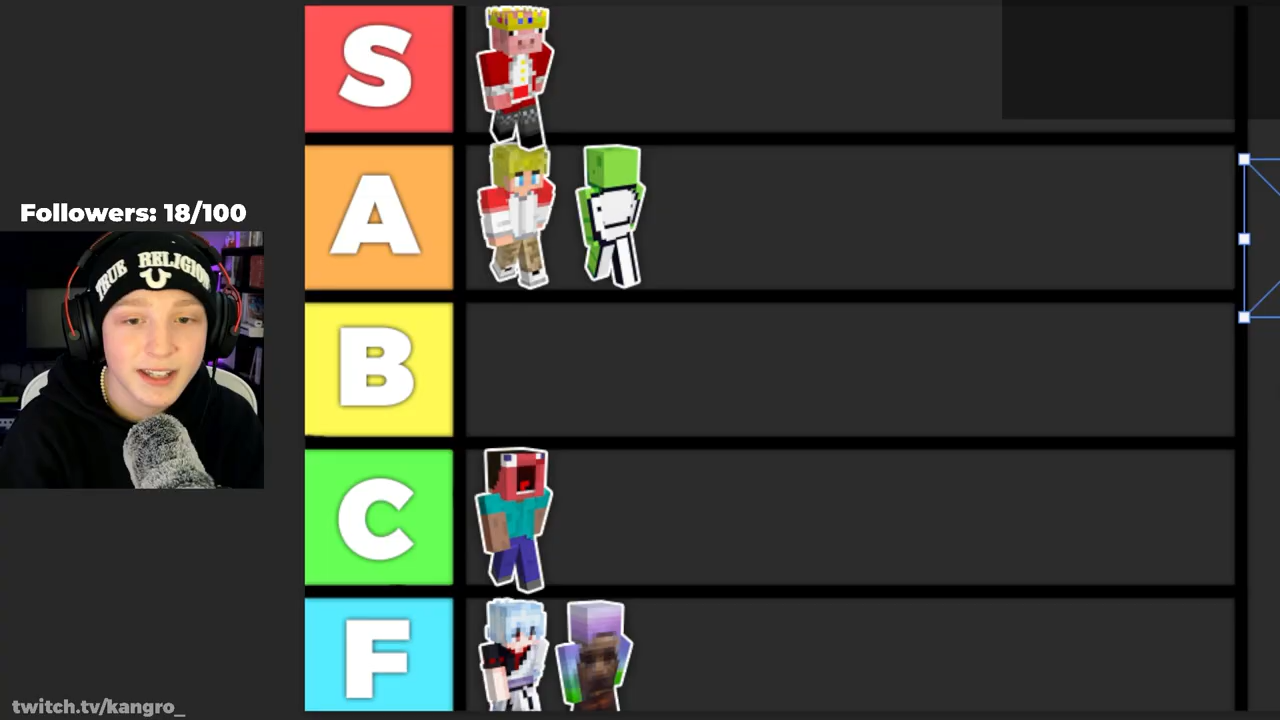 S
A
Followers: 18/100
TRUE RELIGION
B
C
F
twitch.tv/kangro_